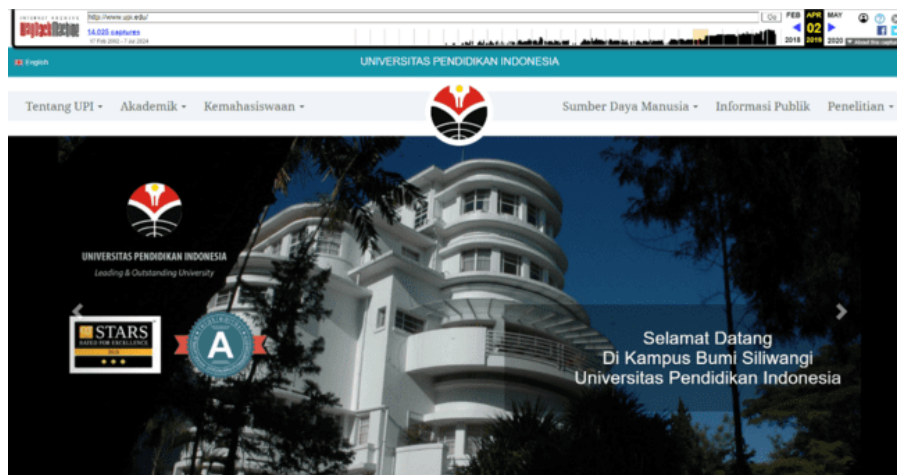 INTERNET ARCHIVE
WayBackMachine
http://www.upi.edu/
Go
FEB APR MAY
14,035 captures
02
17 Feb 2002 - 7 Jul 2024
2018 2019 2020
About this capture
English
UNIVERSITAS PENDIDIKAN INDONESIA
Tentang UPI
Akademik
Kemahasiswaan
Sumber Daya Manusia
Informasi Publik
Penelitian
UNIVERSITAS PENDIDIKAN INDONESIA
Leading & Outstanding University
STARS
RATED FOR EXCELLENCE
A
Selamat Datang
Di Kampus Bumi Siliwangi
Universitas Pendidikan Indonesia